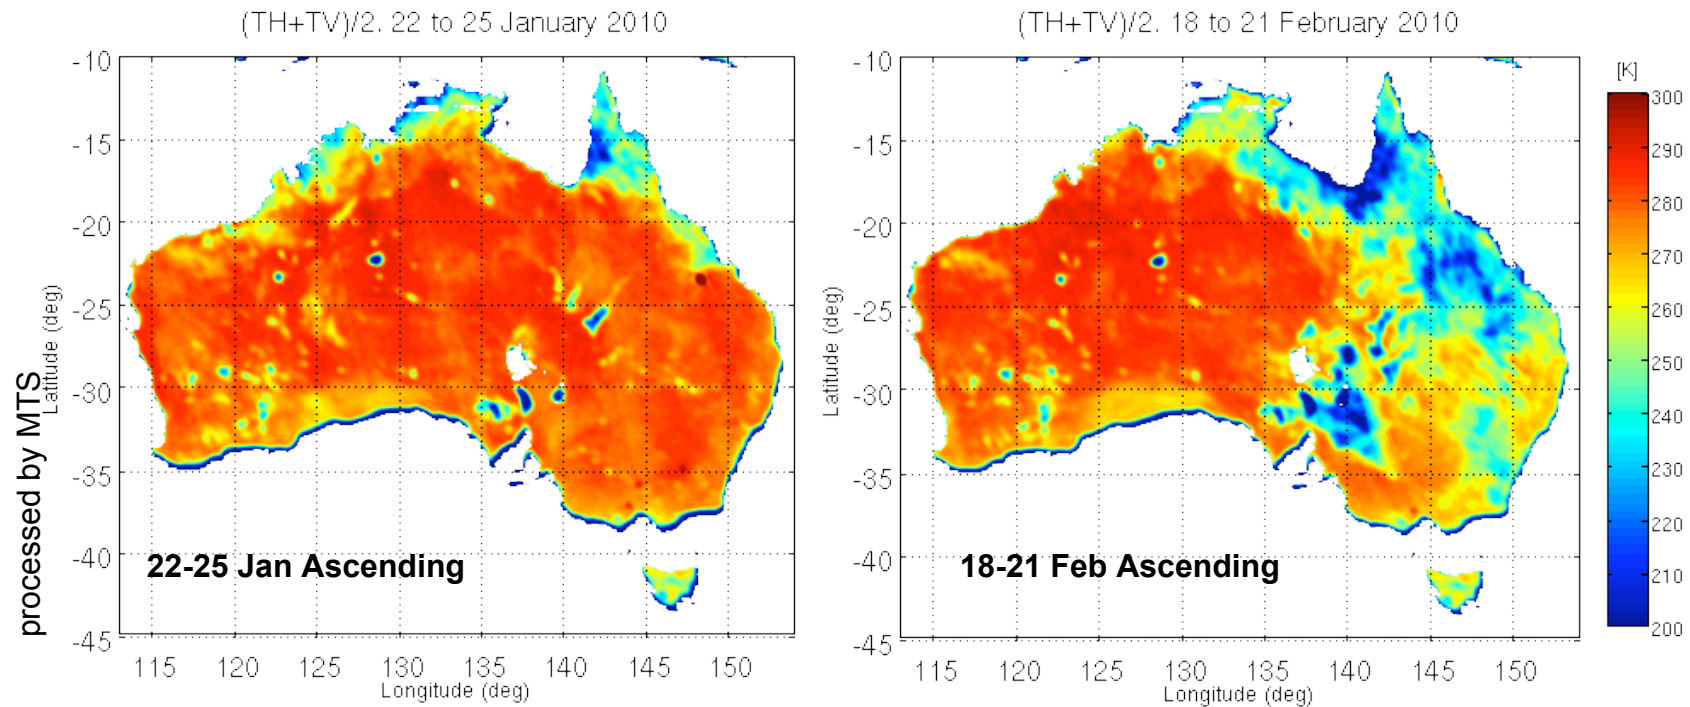 (TH+TV)/2. 22 to 25 January 2010
-10
-15
-20
-25
-30
-35
-40
-45
Latitude (deg)
processed by MTS
22-25 Jan Ascending
115 120 125 130 135 140 145 150
Longitude (deg)
(TH+TV)/2. 18 to 21 February 2010
-10
-15
-20
-25
-30
-35
-40
-45
Latitude (deg)
18-21 Feb Ascending
115 120 125 130 135 140 145 150
Longitude (deg)
[K]
300
290
280
270
260
250
240
230
220
210
200